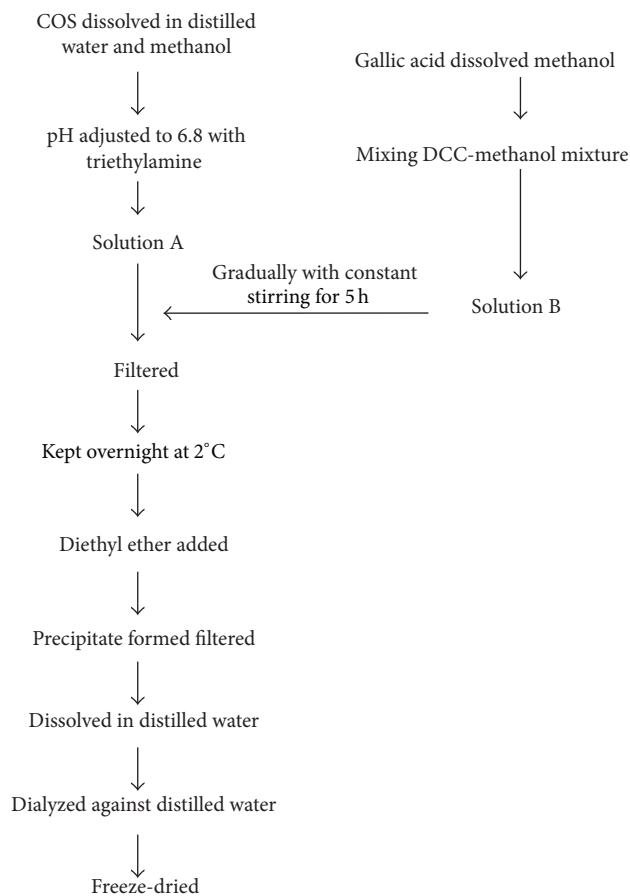 COS dissolved in distilled
water and methanol
pH adjusted to 6.8 with
triethylamine
Solution A
Gallic acid dissolved methanol
Mixing DCC-methanol mixture
Solution B
Gradually with constant
stirring for 5 h
Filtered
Kept overnight at 2°C
Diethyl ether added
Precipitate formed filtered
Dissolved in distilled water
Dialyzed against distilled water
Freeze-dried